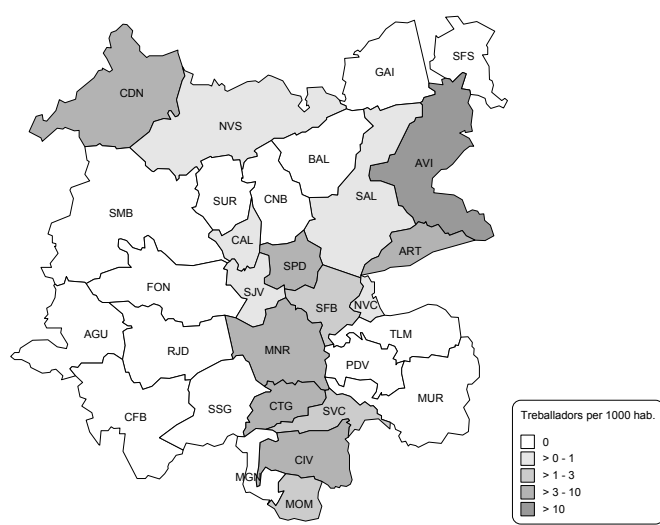 SFS
GAI
CDN
NVS
BAL
AVI
SUR
CNB
SAL
SMB
CAL
ART
SPD
FON
SJV
SFB
NVC
AGU
RJD
MNR
TLM
PDV
MUR
CFB
SSG
CTG
SVC
CIV
MGN
MOM
Treballadors per 1000 hab.
0
> 0 - 1
> 1 - 3
> 3 - 10
> 10